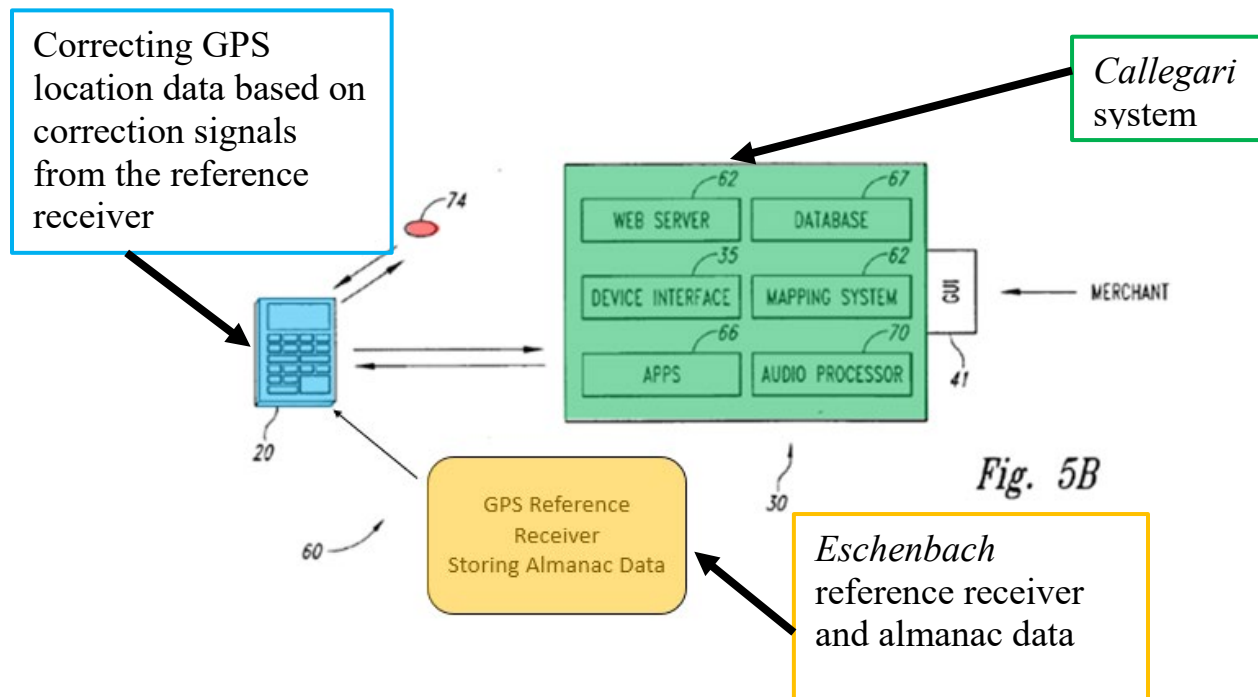 Correcting GPS
location data based on
correction signals
from the reference
receiver
Callegari
system
74
62
67
WEB SERVER
DATABASE
35
62
DEVICE INTERFACE
MAPPING SYSTEM
GUI
MERCHANT
66
70
APPS
AUDIO PROCESSOR
41
20
30
Fig. 5B
GPS Reference
Receiver
Storing Almanac Data
60
Eschenbach
reference receiver
and almanac data